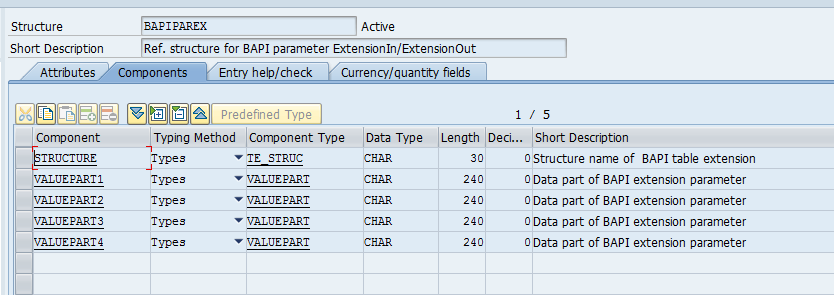 Structure BAPIPAREX Active
Short Description Ref. structure for BAPI parameter ExtensionIn/ExtensionOut
Attributes Components Entry help/check Currency/quantity fields
Predefined Type 1 / 5
Component Typing Method Component Type Data Type Length Deci... Short Description
STRUCTURE Types TE_STRUC CHAR 30 0 Structure name of BAPI table extension
VALUEPART1 Types VALUEPART CHAR 240 0 Data part of BAPI extension parameter
VALUEPART2 Types VALUEPART CHAR 240 0 Data part of BAPI extension parameter
VALUEPART3 Types VALUEPART CHAR 240 0 Data part of BAPI extension parameter
VALUEPART4 Types VALUEPART CHAR 240 0 Data part of BAPI extension parameter